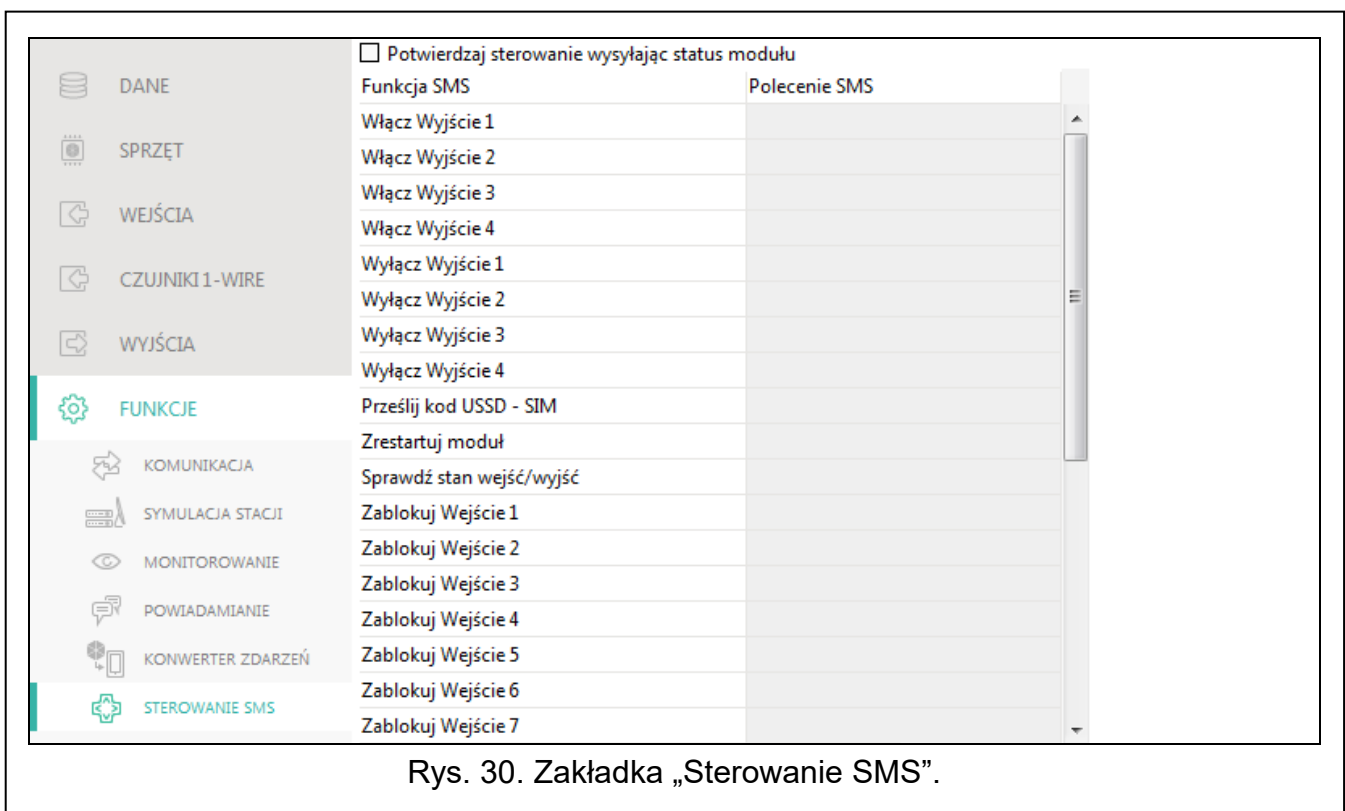 DANE
SPRZĘT
WEJŚCIA
CZUJNIKI 1-WIRE
WYJŚCIA
FUNKCJE
KOMUNIKACJA
SYMULACJA STACJI
MONITOROWANIE
POWIADAMIANIE
KONWERTER ZDARZEŃ
STEROWANIE SMS
Potwierdzaj sterowanie wysyłając status modułu
Funkcja SMS Polecenie SMS
Włącz Wyjście 1
Włącz Wyjście 2
Włącz Wyjście 3
Włącz Wyjście 4
Wyłącz Wyjście 1
Wyłącz Wyjście 2
Wyłącz Wyjście 3
Wyłącz Wyjście 4
Prześlij kod USSD - SIM
Zrestartuj moduł
Sprawdź stan wejść/wyjść
Zablokuj Wejście 1
Zablokuj Wejście 2
Zablokuj Wejście 3
Zablokuj Wejście 4
Zablokuj Wejście 5
Zablokuj Wejście 6
Zablokuj Wejście 7
Rys. 30. Zakładka „Sterowanie SMS”.